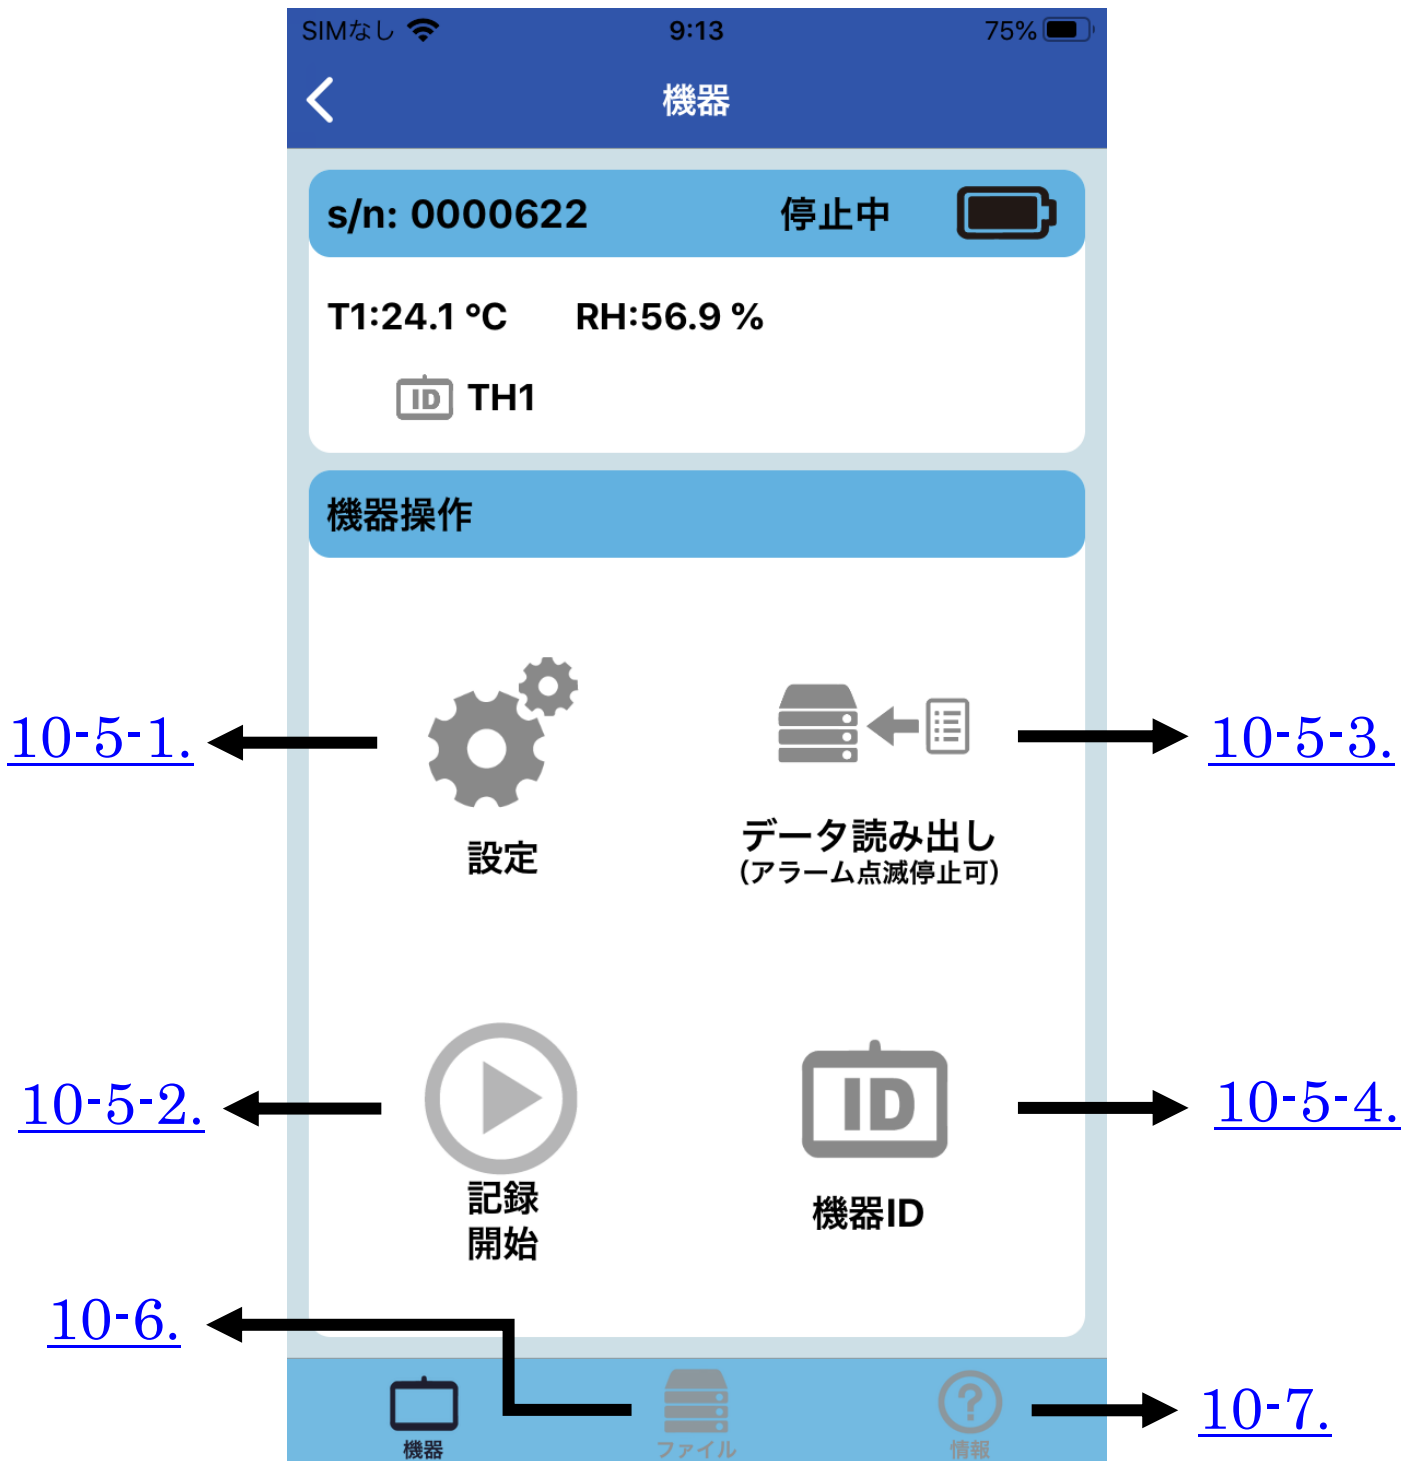 SIMなし 9:13 75%
機器
s/n: 0000622 停止中
T1:24.1 °C RH:56.9 %
ID TH1
機器操作
10-5-1. 10-5-3.
設定 データ読み出し
(アラーム点滅停止可)
10-5-2. ID 10-5-4.
記録
開始
機器ID
10-6.
10-7.
機器 ファイル 情報